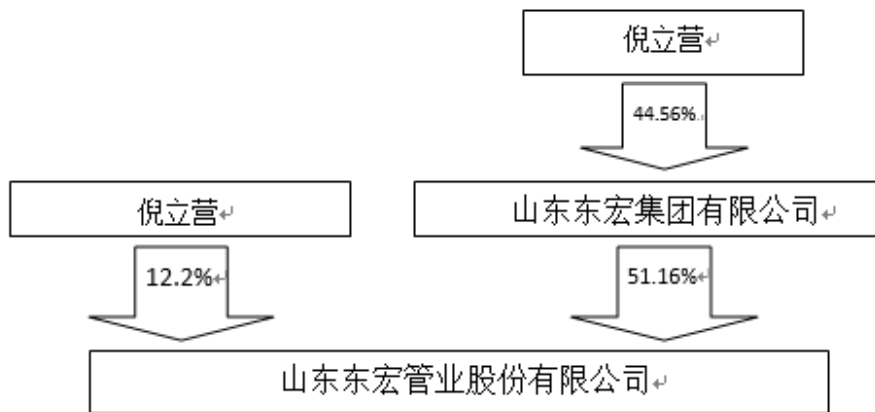 倪立营
44.56%
倪立营
山东东宏集团有限公司
12.2%
51.16%
山东东宏管业股份有限公司